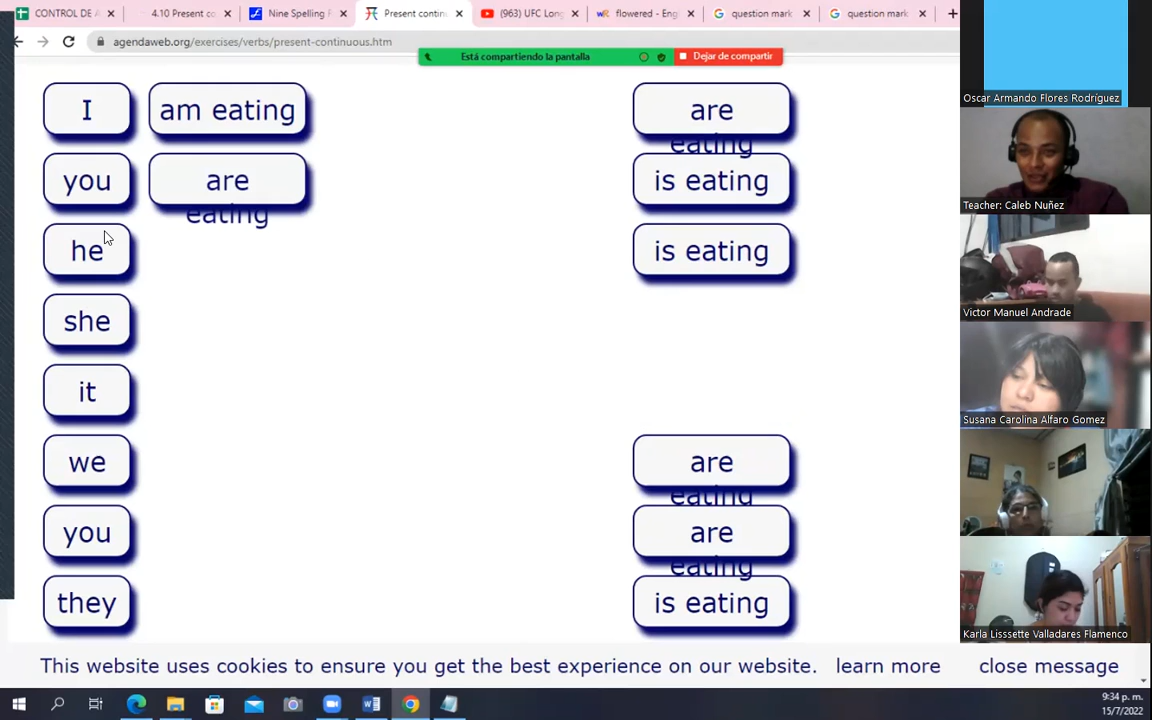 CONTROL DE A
4.10 Present co
Nine Spelling F
Present contin
(963) UFC Long
flowered - Eng
question mark
question mark
agendaweb.org/exercises/verbs/present-continuous.htm
Está compartiendo la pantalla
Dejar de compartir
I
am eating
are
eating
you
are
eating
is eating
he
is eating
she
it
we
are
eating
you
are
eating
they
is eating
This website uses cookies to ensure you get the best experience on our website.
learn more
close message
Oscar Armando Flores Rodríguez
Teacher: Caleb Nuñez
Victor Manuel Andrade
Susana Carolina Alfaro Gomez
Karla Lisssette Valladares Flamenco
9:34 p. m.
15/7/2022